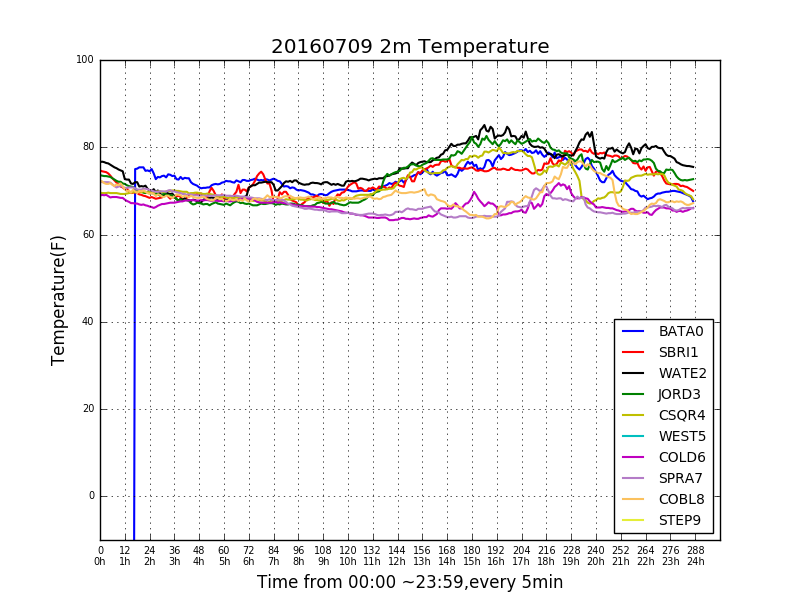 20160709 2m Temperature
100
80
60
40
20
0
Temperature(F)
BATA0
SBRI1
WATE2
JORD3
CSQR4
WEST5
COLD6
SPRA7
COBL8
STEP9
0 12 24 36 48 60 72 84 96 108 120 132 144 156 168 180 192 204 216 228 240 252 264 276 288
0h 1h 2h 3h 4h 5h 6h 7h 8h 9h 10h 11h 12h 13h 14h 15h 16h 17h 18h 19h 20h 21h 22h 23h 24h
Time from 00:00 ~23:59,every 5min